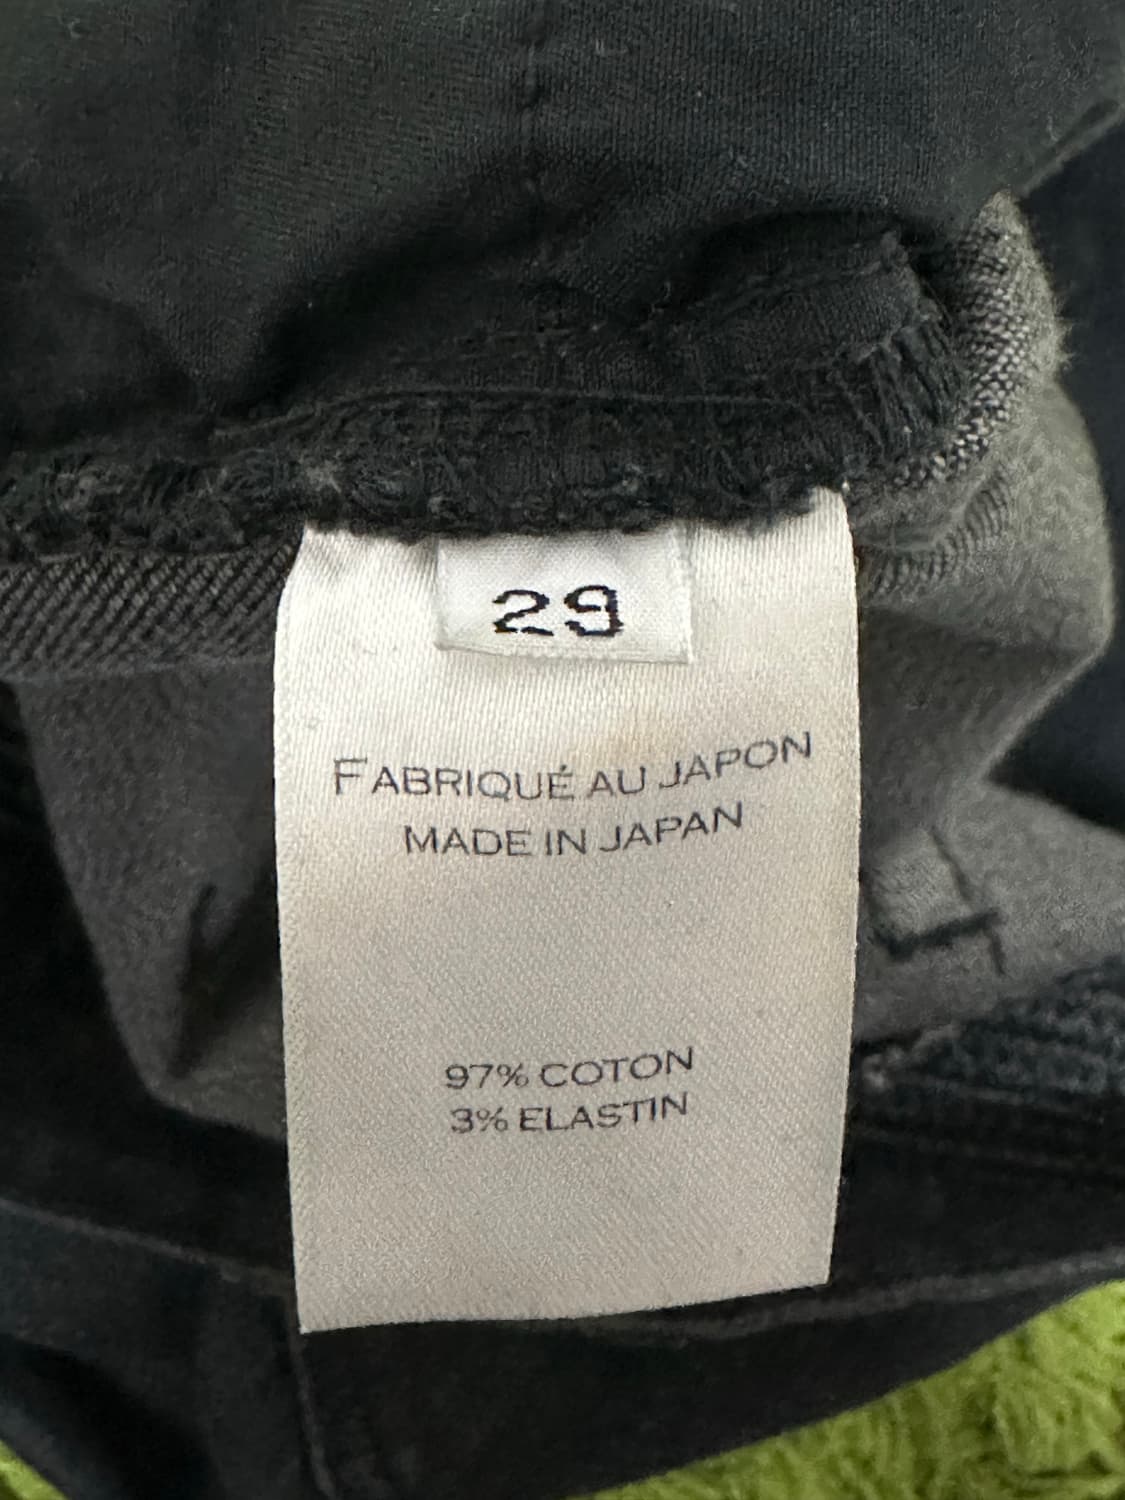 29
FABRIQUÉ AU JAPON
MADE IN JAPAN
97% COTON
3% ELASTIN